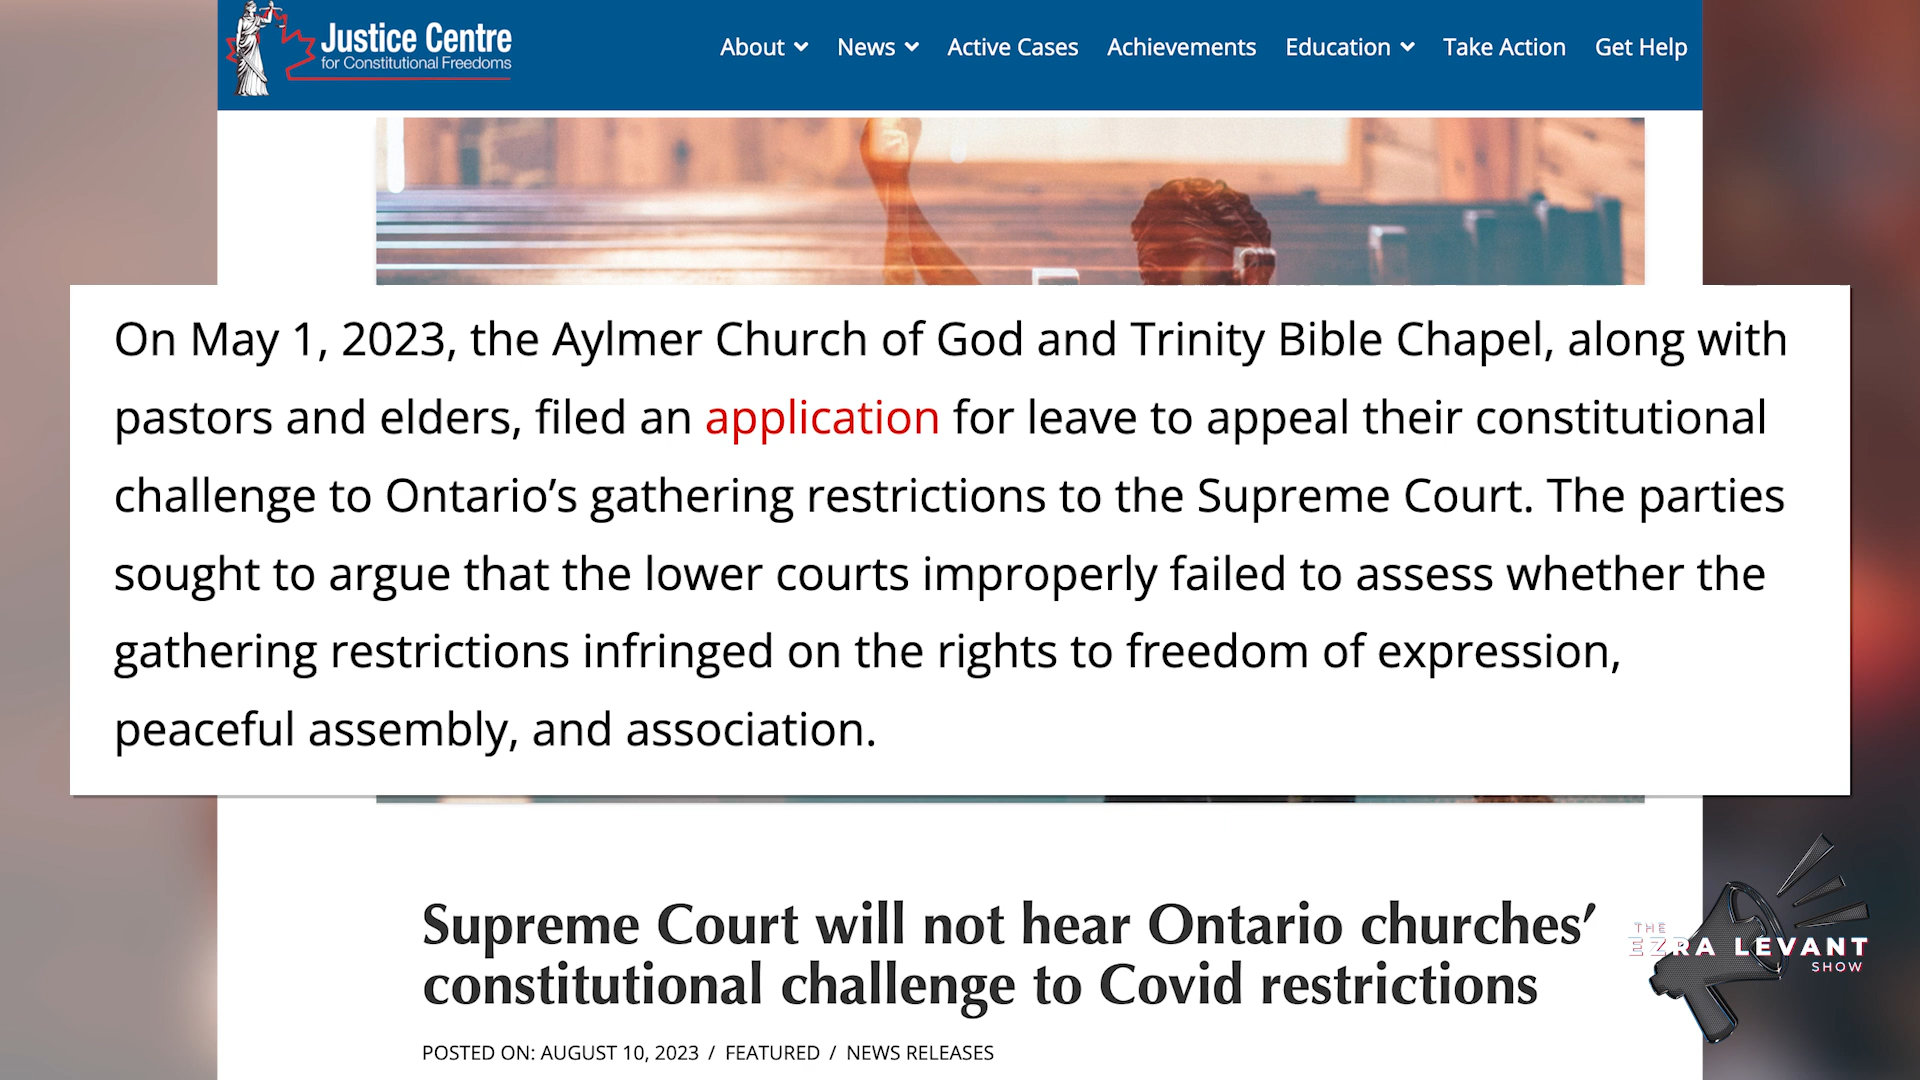 Justice Centre
for Constitutional Freedoms
About News Active Cases Achievements Education Take Action Get Help
On May 1, 2023, the Aylmer Church of God and Trinity Bible Chapel, along with
pastors and elders, filed an application for leave to appeal their constitutional
challenge to Ontario’s gathering restrictions to the Supreme Court. The parties
sought to argue that the lower courts improperly failed to assess whether the
gathering restrictions infringed on the rights to freedom of expression,
peaceful assembly, and association.
Supreme Court will not hear Ontario churches’
constitutional challenge to Covid restrictions
POSTED ON: AUGUST 10, 2023 / FEATURED / NEWS RELEASES
THE
EZRA LEVANT
SHOW